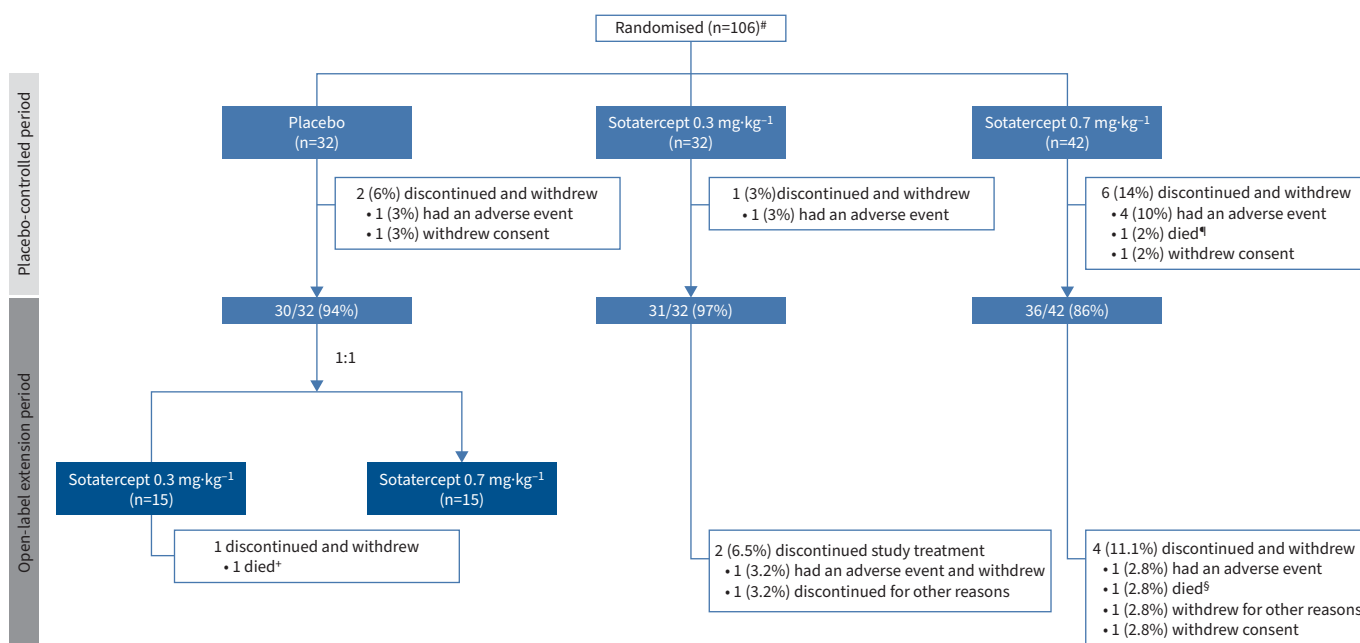 Randomised (n=106)#
Placebo-controlled period
Placebo
(n=32)
Sotatercept 0.3 mg·kg⁻¹
(n=32)
Sotatercept 0.7 mg·kg⁻¹
(n=42)
2 (6%) discontinued and withdrew
• 1 (3%) had an adverse event
• 1 (3%) withdrew consent
1 (3%)discontinued and withdrew
• 1 (3%) had an adverse event
6 (14%) discontinued and withdrew
• 4 (10%) had an adverse event
• 1 (2%) died¶
• 1 (2%) withdrew consent
Open-label extension period
30/32 (94%)
31/32 (97%)
36/42 (86%)
1:1
Sotatercept 0.3 mg·kg⁻¹
(n=15)
Sotatercept 0.7 mg·kg⁻¹
(n=15)
1 discontinued and withdrew
• 1 died⁺
2 (6.5%) discontinued study treatment
• 1 (3.2%) had an adverse event and withdrew
• 1 (3.2%) discontinued for other reasons
4 (11.1%) discontinued and withdrew
• 1 (2.8%) had an adverse event
• 1 (2.8%) died§
• 1 (2.8%) withdrew for other reasons
• 1 (2.8%) withdrew consent